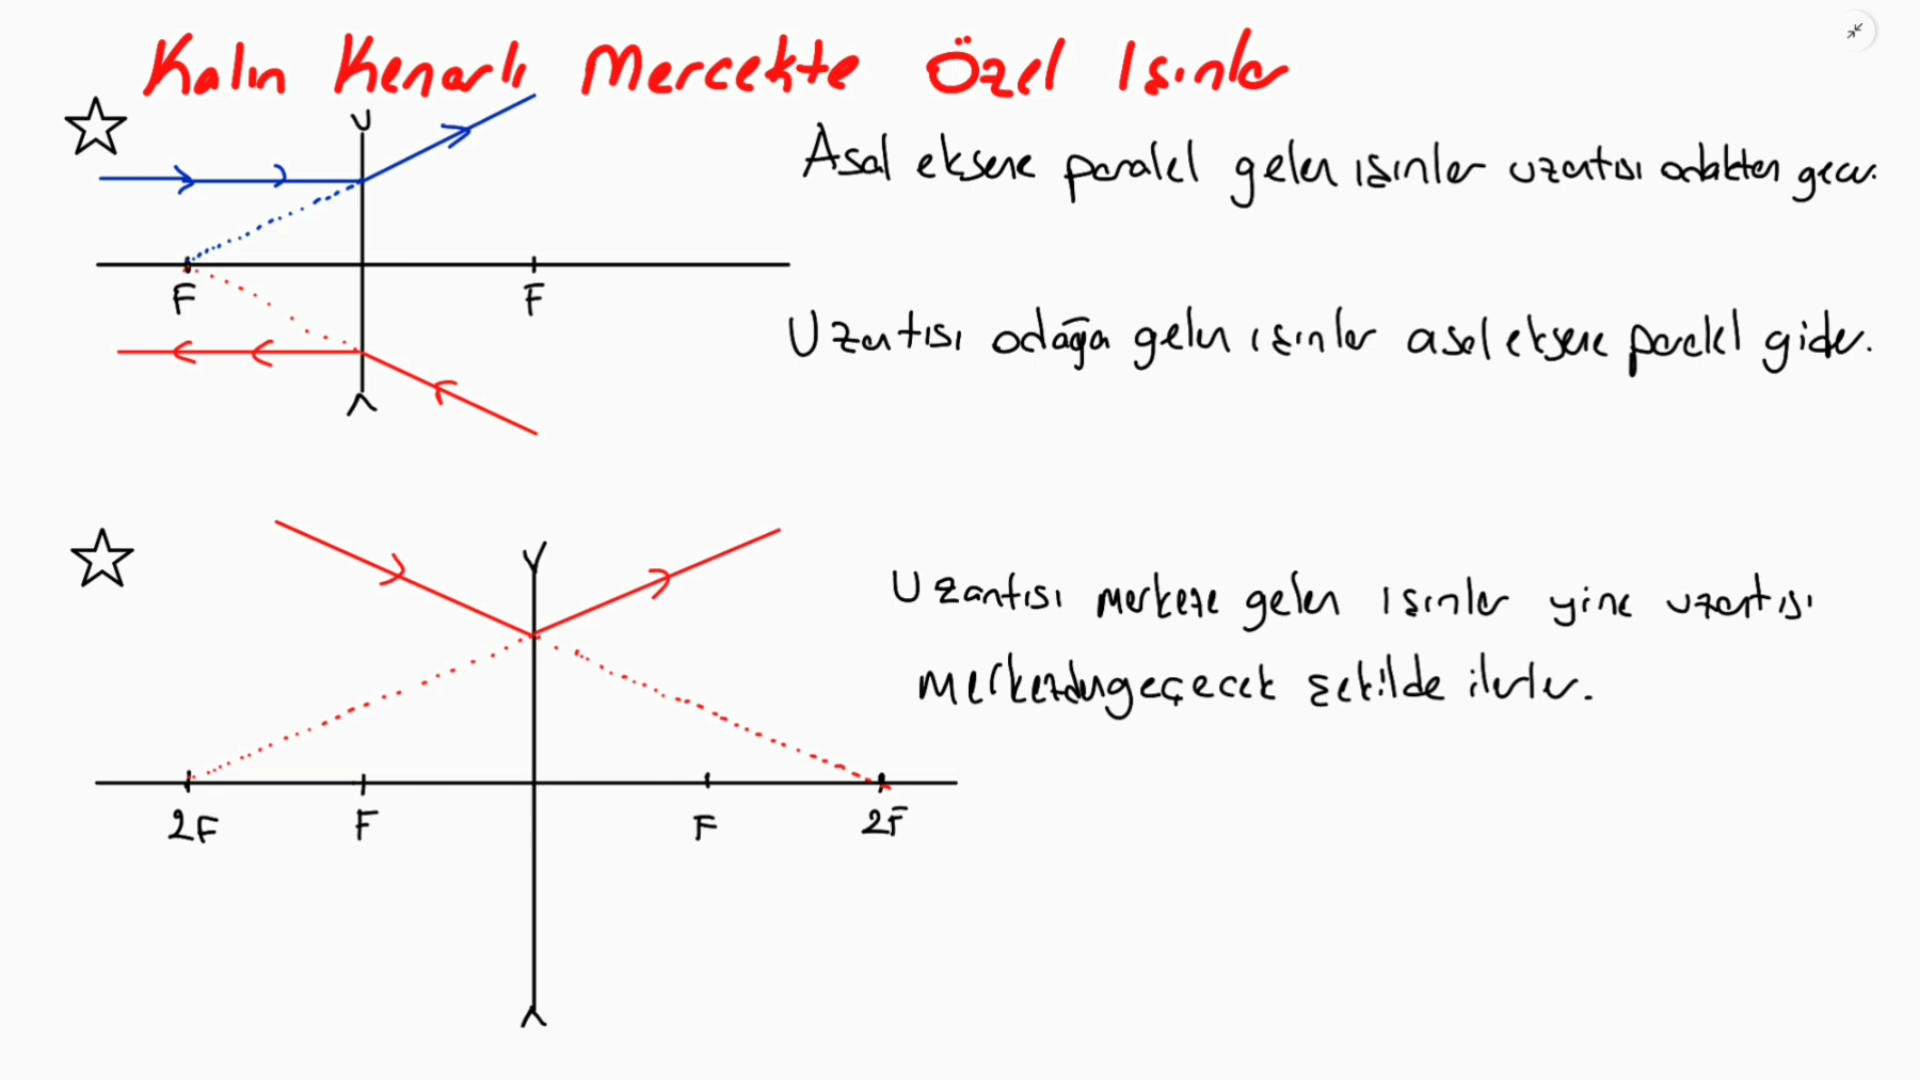 Kalın Kenarlı Mercekte Özel Işınlar
Asal eksene paralel gelen ışınlar uzantısı odaktan geçer.
F
F
Uzantısı odağa gelen ışınlar asal eksene paralel gider.
Uzantısı merkeze gelen ışınlar yine uzantısı
merkezden geçecek şekilde ilerler.
2F
F
F
2F